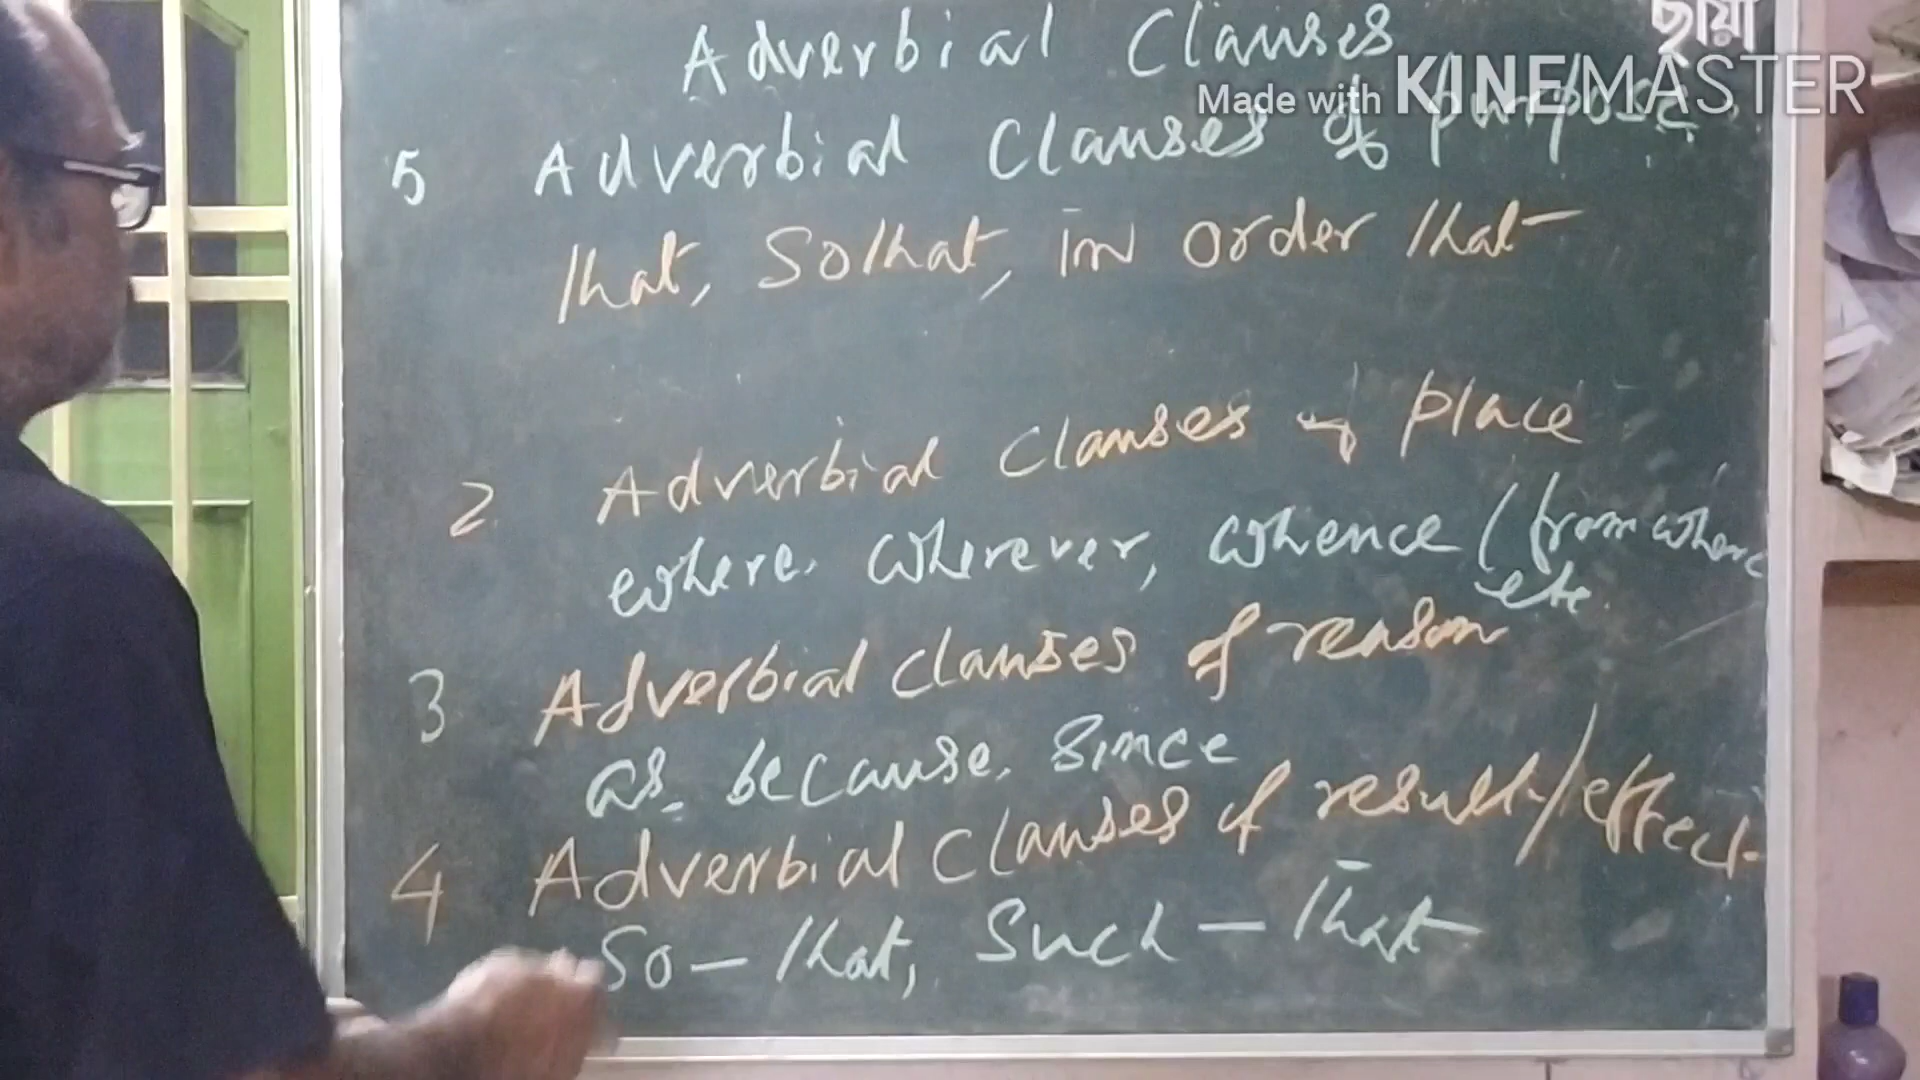 ছায়া
Adverbial Clauses
Made with KINEMASTER
5 Adverbial Clauses of purpose
that, So that, in order that
2. Adverbial Clauses of place
where, wherever, whence (from where
etc.
3 Adverbial Clauses of reason
as, because, since
4 Adverbial Clauses of result/effect
So — that, Such — that